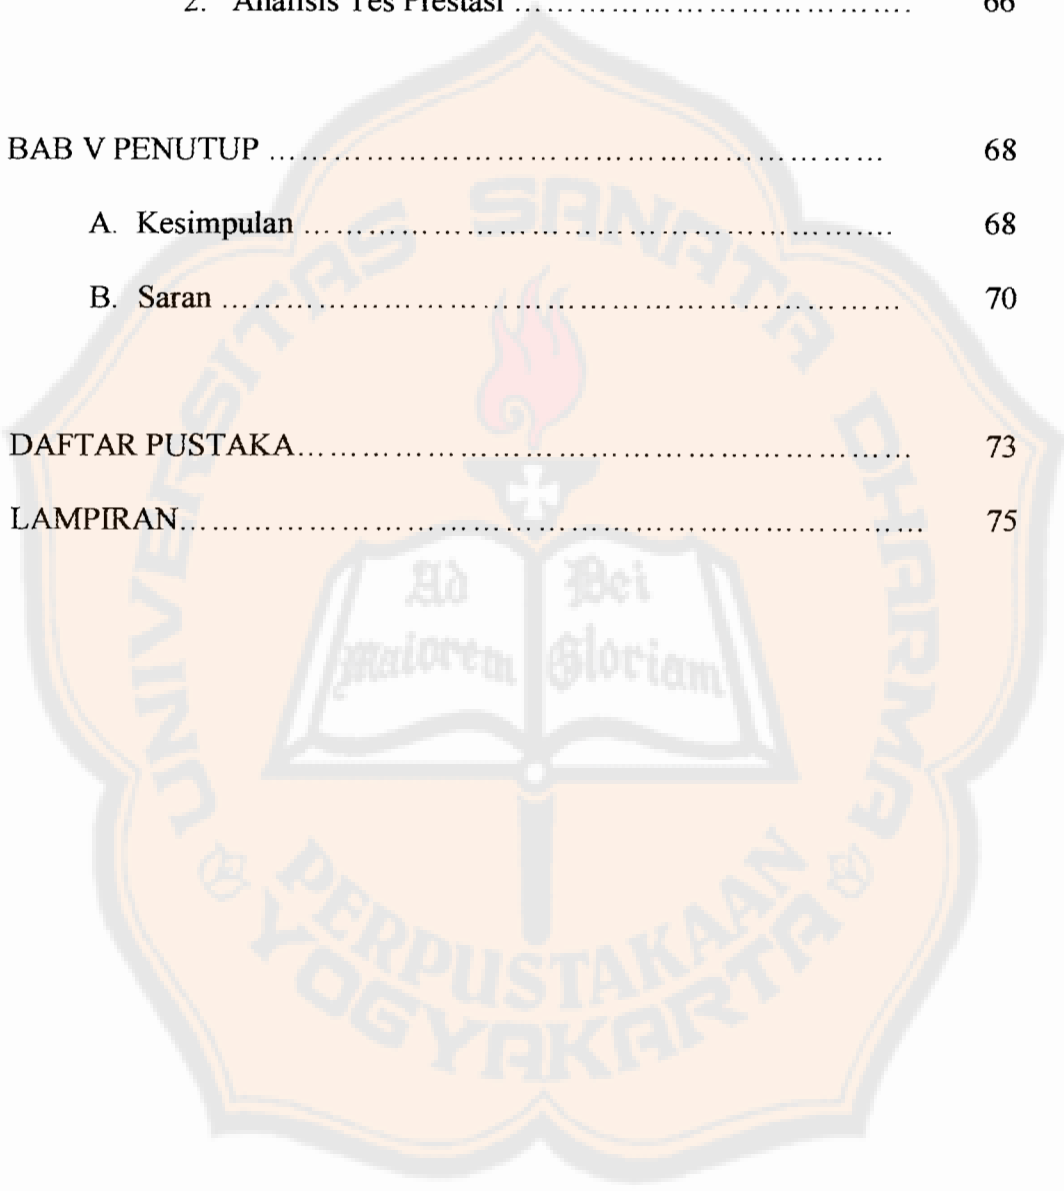 2. Analisis Tes Prestasi ........................................ 66
BAB V PENUTUP ........................................ 68
A. Kesimpulan ........................................ 68
B. Saran ........................................ 70
DAFTAR PUSTAKA ........................................ 73
LAMPIRAN ........................................ 75
UNIVERSITAS SANATA DHARMA
Ad Maiorem Dei Gloriam
PERPUSTAKAAN
YOGYAKARTA